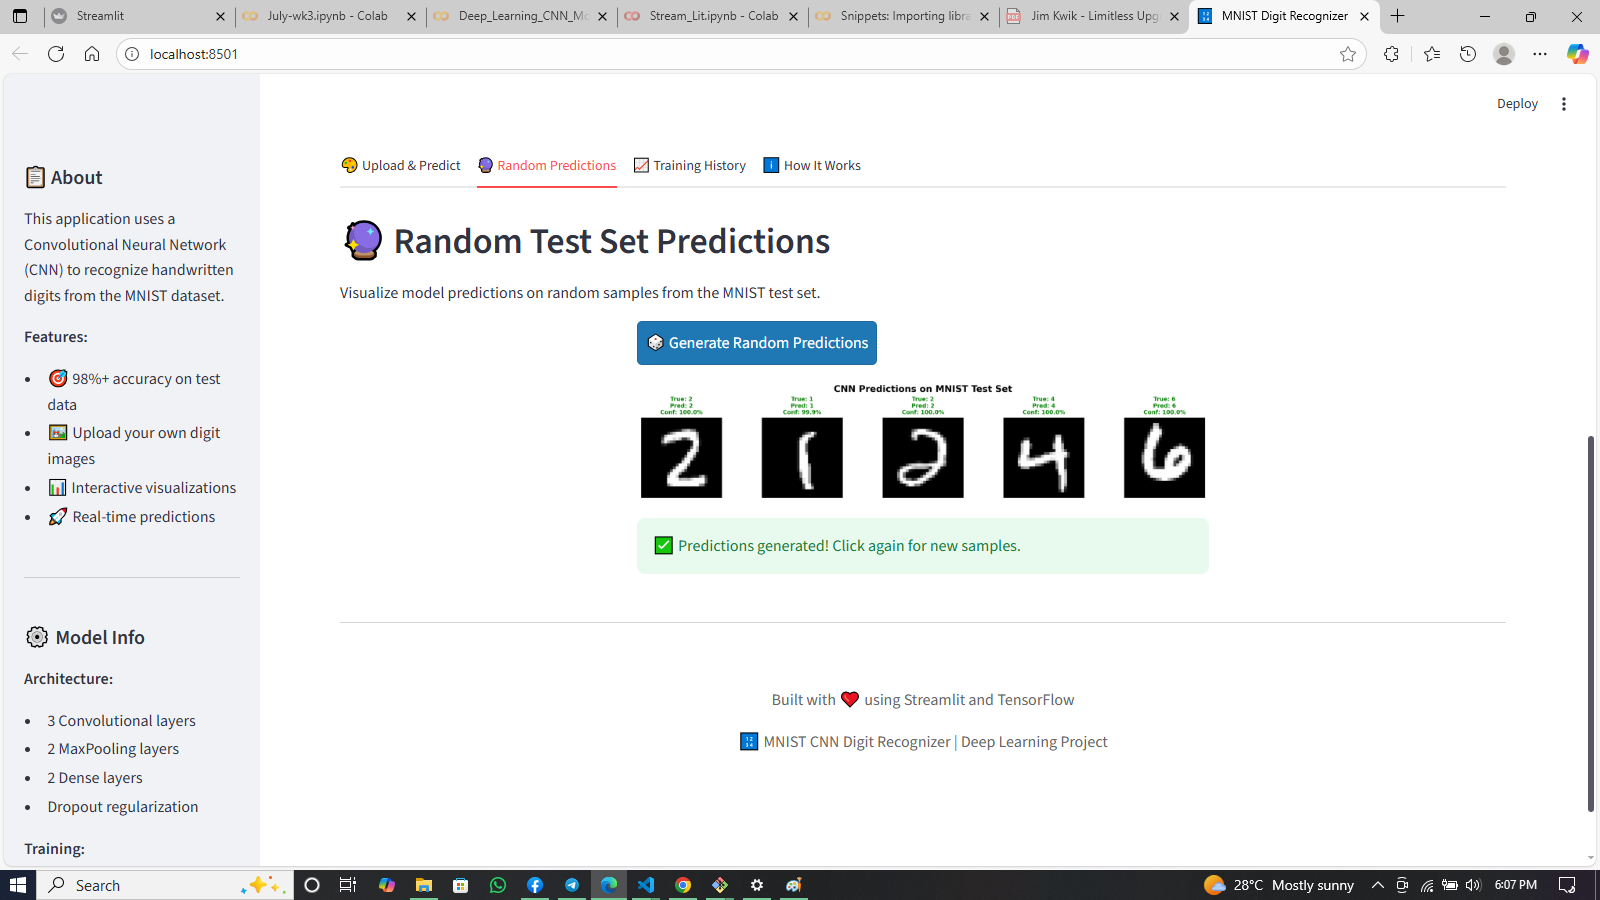 Streamlit
July-wk3.ipynb - Colab
Deep_Learning_CNN_Mc
Stream_Lit.ipynb - Colab
Snippets: Importing libra
Jim Kwik - Limitless Upg
MNIST Digit Recognizer
localhost:8501
Deploy
📋 About
This application uses a
Convolutional Neural Network
(CNN) to recognize handwritten
digits from the MNIST dataset.
Features:
• 🎯 98%+ accuracy on test
data
• 🖼️ Upload your own digit
images
• 📊 Interactive visualizations
• 🚀 Real-time predictions
⚙️ Model Info
Architecture:
• 3 Convolutional layers
• 2 MaxPooling layers
• 2 Dense layers
• Dropout regularization
Training:
🎨 Upload & Predict
🔮 Random Predictions
📈 Training History
ℹ️ How It Works
🔮 Random Test Set Predictions
Visualize model predictions on random samples from the MNIST test set.
🎲 Generate Random Predictions
CNN Predictions on MNIST Test Set
True: 2
Pred: 2
Conf: 100.0%
True: 1
Pred: 1
Conf: 99.9%
True: 2
Pred: 2
Conf: 100.0%
True: 4
Pred: 4
Conf: 100.0%
True: 6
Pred: 6
Conf: 100.0%
2 1 2 4 6
✅ Predictions generated! Click again for new samples.
Built with ❤️ using Streamlit and TensorFlow
🔢 MNIST CNN Digit Recognizer | Deep Learning Project
Search
28°C Mostly sunny
6:07 PM